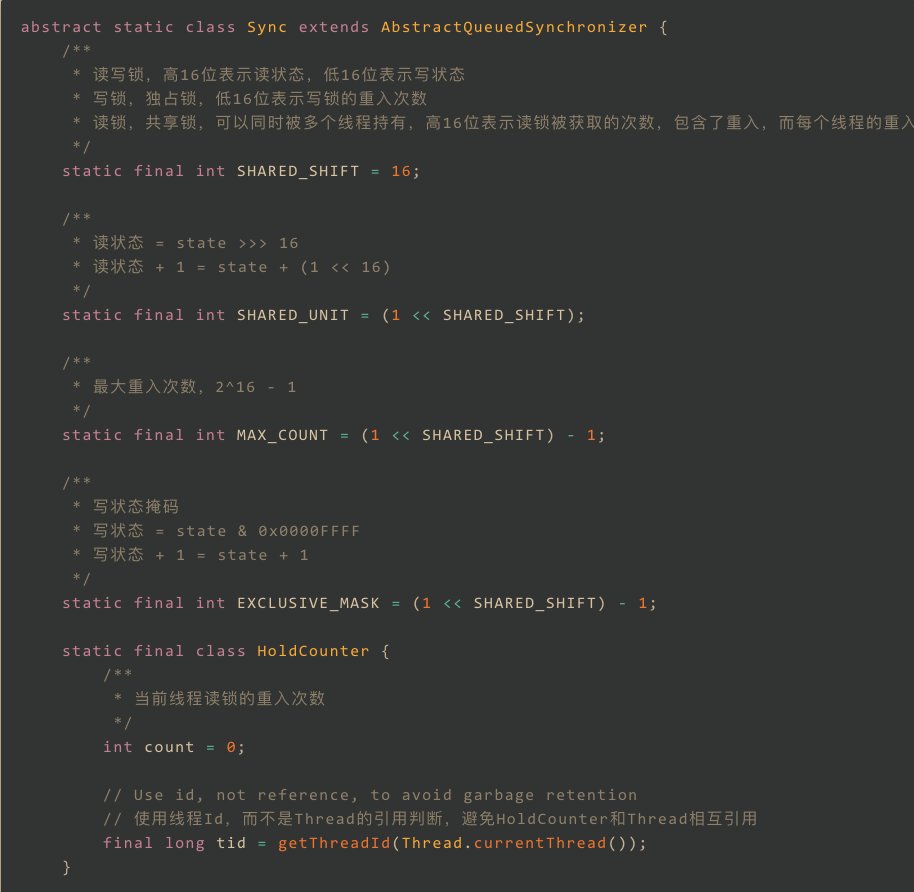 abstract static class Sync extends AbstractQueuedSynchronizer {
    /**
     * 读写锁，高16位表示读状态，低16位表示写状态
     * 写锁，独占锁，低16位表示写锁的重入次数
     * 读锁，共享锁，可以同时被多个线程持有，高16位表示读锁被获取的次数，包含了重入，而每个线程的重入
     */
    static final int SHARED_SHIFT = 16;

    /**
     * 读状态 = state >>> 16
     * 读状态 + 1 = state + (1 << 16)
     */
    static final int SHARED_UNIT = (1 << SHARED_SHIFT);

    /**
     * 最大重入次数，2^16 - 1
     */
    static final int MAX_COUNT = (1 << SHARED_SHIFT) - 1;

    /**
     * 写状态掩码
     * 写状态 = state & 0x0000FFFF
     * 写状态 + 1 = state + 1
     */
    static final int EXCLUSIVE_MASK = (1 << SHARED_SHIFT) - 1;

    static final class HoldCounter {
        /**
         * 当前线程读锁的重入次数
         */
        int count = 0;

        // Use id, not reference, to avoid garbage retention
        // 使用线程Id，而不是Thread的引用判断，避免HoldCounter和Thread相互引用
        final long tid = getThreadId(Thread.currentThread());
    }